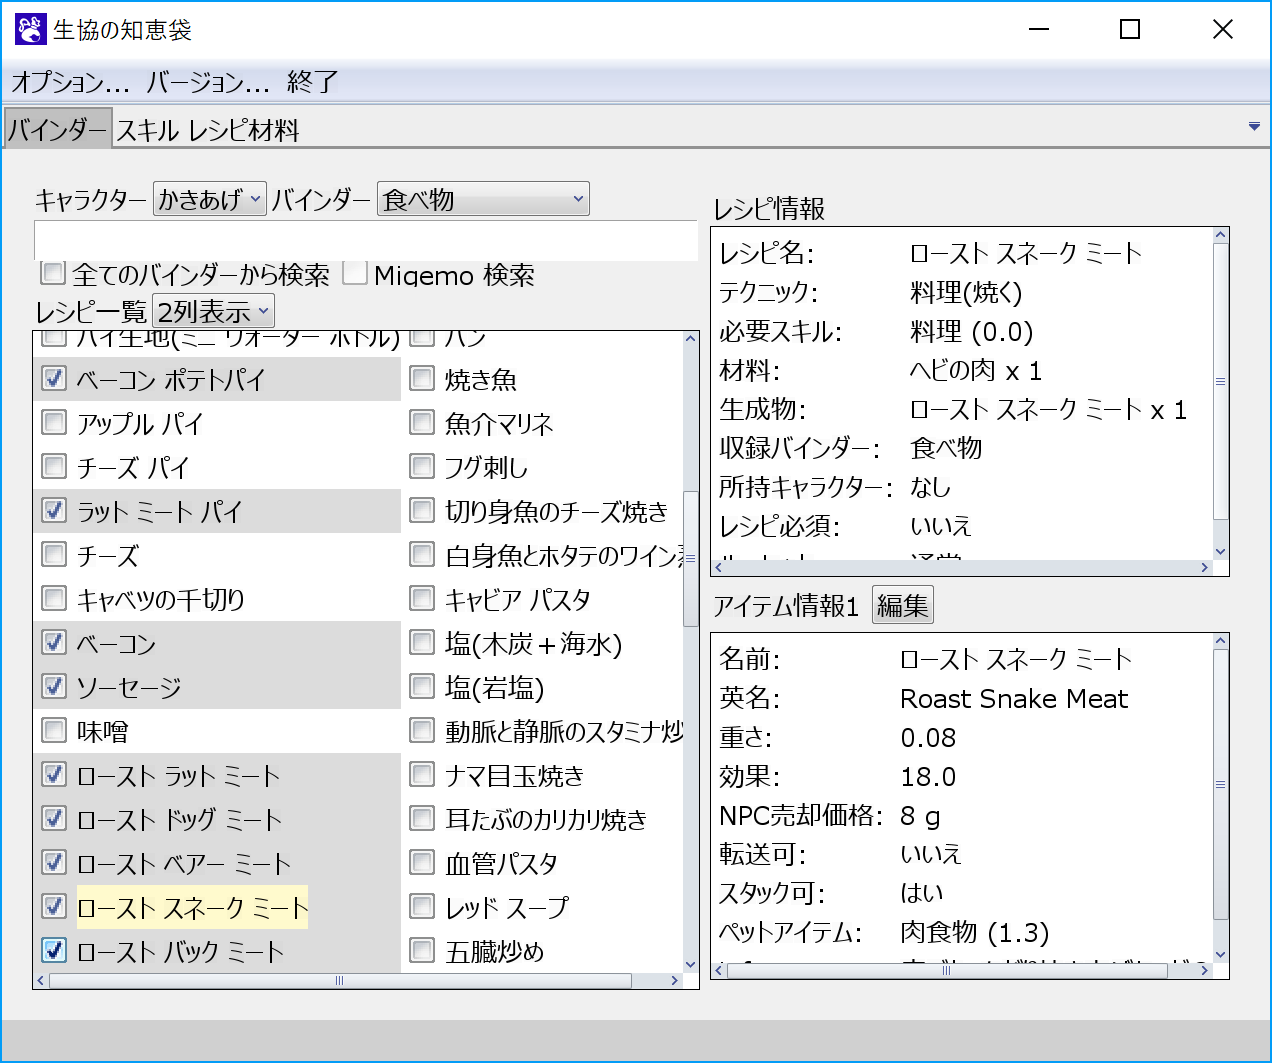 生協の知恵袋
オプション... バージョン... 終了
バインダー スキル レシピ材料
キャラクター かきあげ バインダー 食べ物
全てのバインダーから検索 Migemo 検索
レシピ一覧 2列表示
パイ生地(ミニ ウォーター ボトル) パン
ベーコン ポテトパイ 焼き魚
アップル パイ 魚介マリネ
チーズ パイ フグ刺し
ラット ミート パイ 切り身魚のチーズ焼き
チーズ 白身魚とホタテのワイン
キャベツの千切り キャビア パスタ
ベーコン 塩(木炭＋海水)
ソーセージ 塩(岩塩)
味噌 動脈と静脈のスタミナ炒
ロースト ラット ミート ナマ目玉焼き
ロースト ドッグ ミート 耳たぶのカリカリ焼き
ロースト ベアー ミート 血管パスタ
ロースト スネーク ミート レッド スープ
ロースト バック ミート 五臓炒め
レシピ情報
レシピ名: ロースト スネーク ミート
テクニック: 料理(焼く)
必要スキル: 料理 (0.0)
材料: ヘビの肉 x 1
生成物: ロースト スネーク ミート x 1
収録バインダー: 食べ物
所持キャラクター: なし
レシピ必須: いいえ
アイテム情報1 編集
名前: ロースト スネーク ミート
英名: Roast Snake Meat
重さ: 0.08
効果: 18.0
NPC売却価格: 8 g
転送可: いいえ
スタック可: はい
ペットアイテム: 肉食物 (1.3)